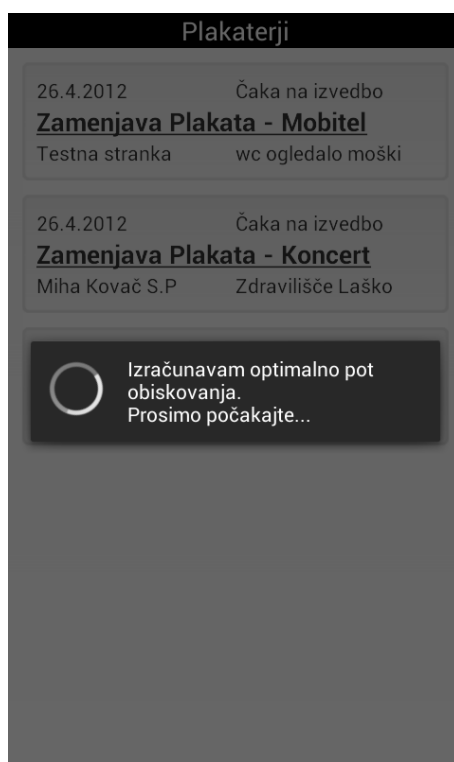 Plakaterji
26.4.2012 Čaka na izvedbo
Zamenjava Plakata - Mobitel
Testna stranka wc ogledalo moški
26.4.2012 Čaka na izvedbo
Zamenjava Plakata - Koncert
Miha Kovač S.P Zdravilišče Laško
Izračunavam optimalno pot
obiskovanja.
Prosimo počakajte...